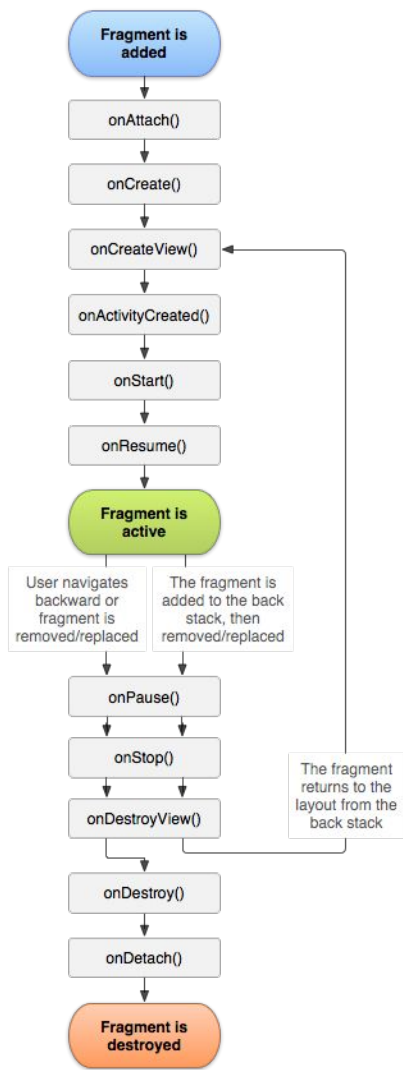 Fragment is
added
onAttach()
onCreate()
onCreateView()
onActivityCreated()
onStart()
onResume()
Fragment is
active
User navigates
backward or
fragment is
removed/replaced
The fragment is
added to the back
stack, then
removed/replaced
onPause()
onStop()
The fragment
returns to the
layout from the
back stack
onDestroyView()
onDestroy()
onDetach()
Fragment is
destroyed